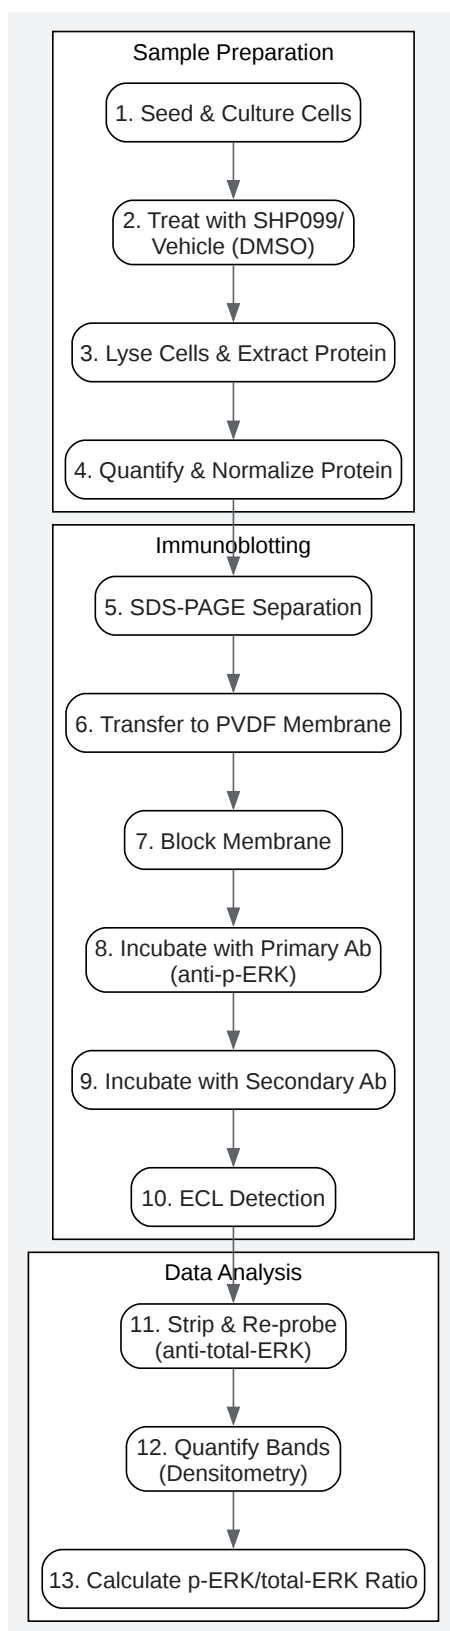 Sample Preparation
1. Seed & Culture Cells
2. Treat with SHP099/
Vehicle (DMSO)
3. Lyse Cells & Extract Protein
4. Quantify & Normalize Protein
Immunoblotting
5. SDS-PAGE Separation
6. Transfer to PVDF Membrane
7. Block Membrane
8. Incubate with Primary Ab
(anti-p-ERK)
9. Incubate with Secondary Ab
10. ECL Detection
Data Analysis
11. Strip & Re-probe
(anti-total-ERK)
12. Quantify Bands
(Densitometry)
13. Calculate p-ERK/total-ERK Ratio